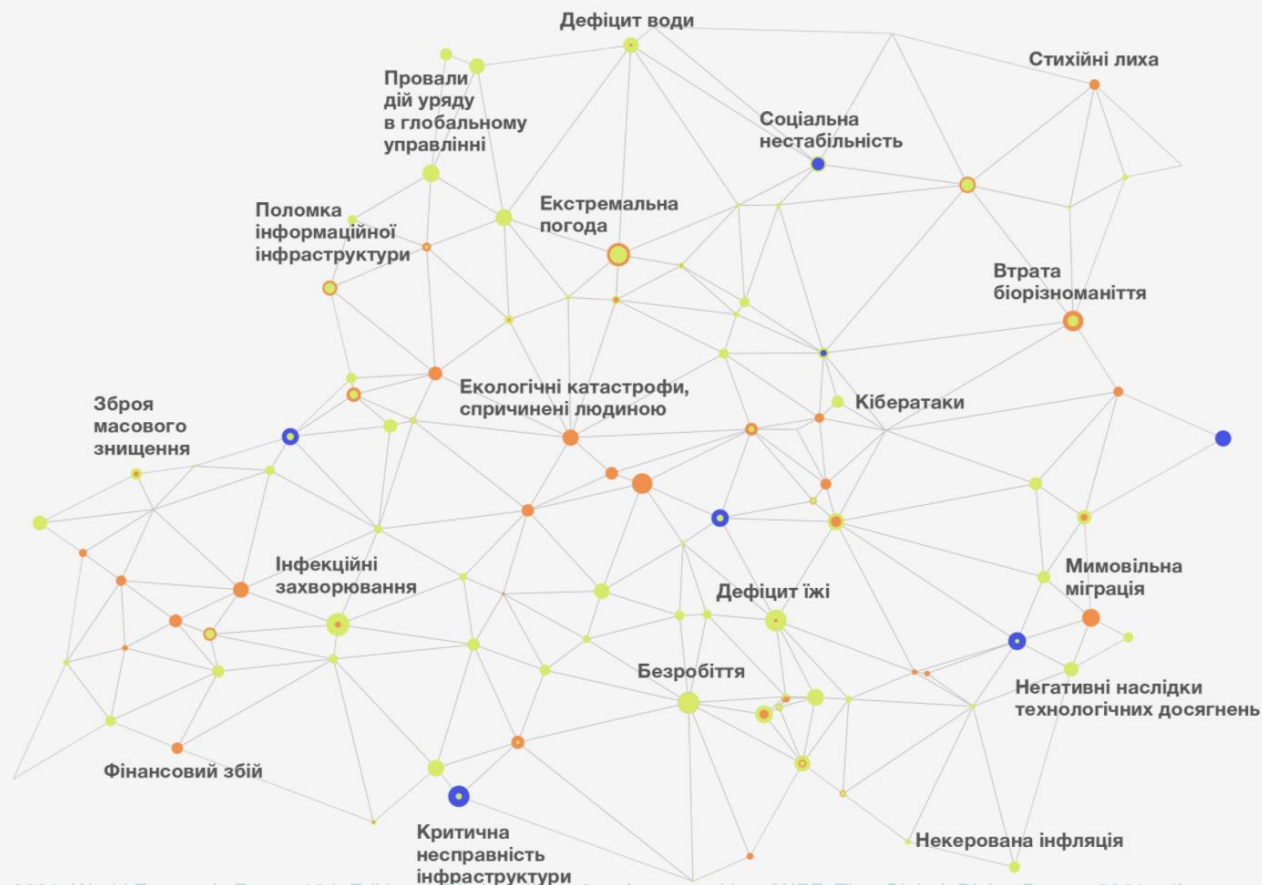 Дефіцит води
Стихійні лиха
Провали
дій уряду
в глобальному
управлінні
Соціальна
нестабільність
Поломка
інформаційної
інфраструктури
Екстремальна
погода
Втрата
біорізноманіття
Екологічні катастрофи,
спричинені людиною
Кібератаки
Зброя
масового
знищення
Інфекційні
захворювання
Дефіцит їжі
Мимовільна
міграція
Безробіття
Негативні наслідки
технологічних досягнень
Фінансовий збій
Критична
несправність
інфраструктури
Некерована інфляція